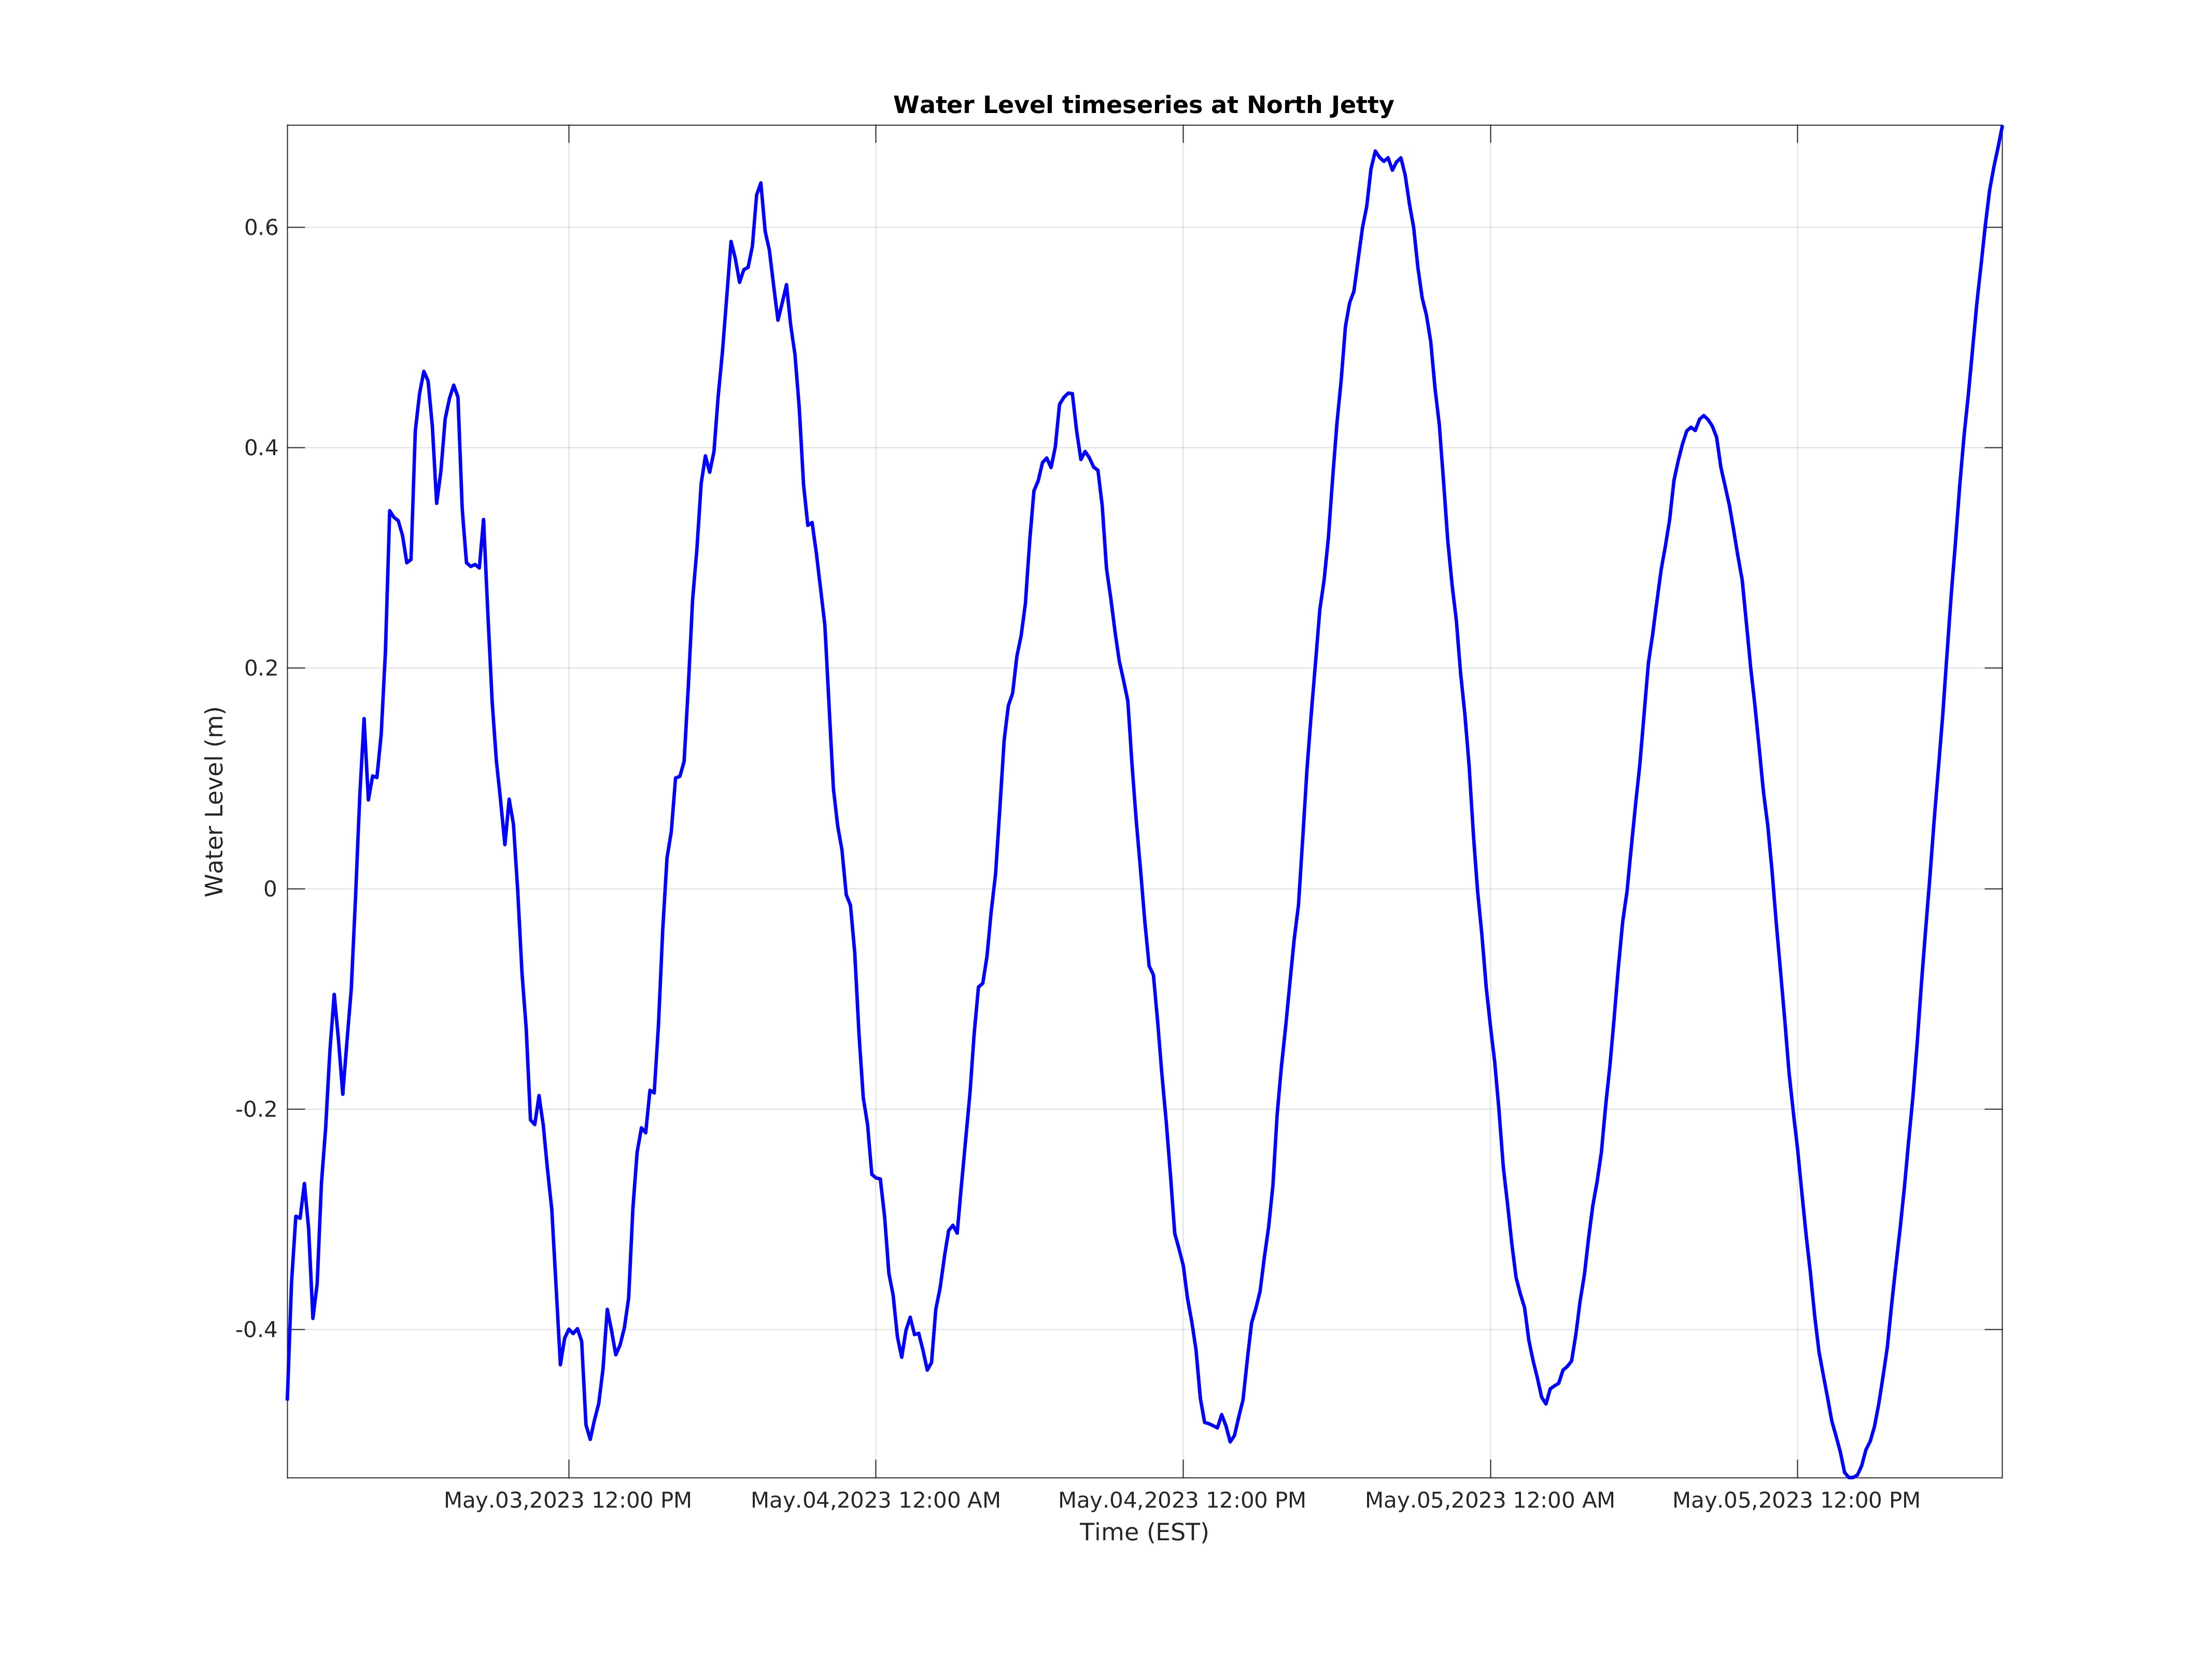 Water Level timeseries at North Jetty
0.6
0.4
0.2
0
-0.2
-0.4
Water Level (m)
May.03,2023 12:00 PM
May.04,2023 12:00 AM
May.04,2023 12:00 PM
May.05,2023 12:00 AM
May.05,2023 12:00 PM
Time (EST)